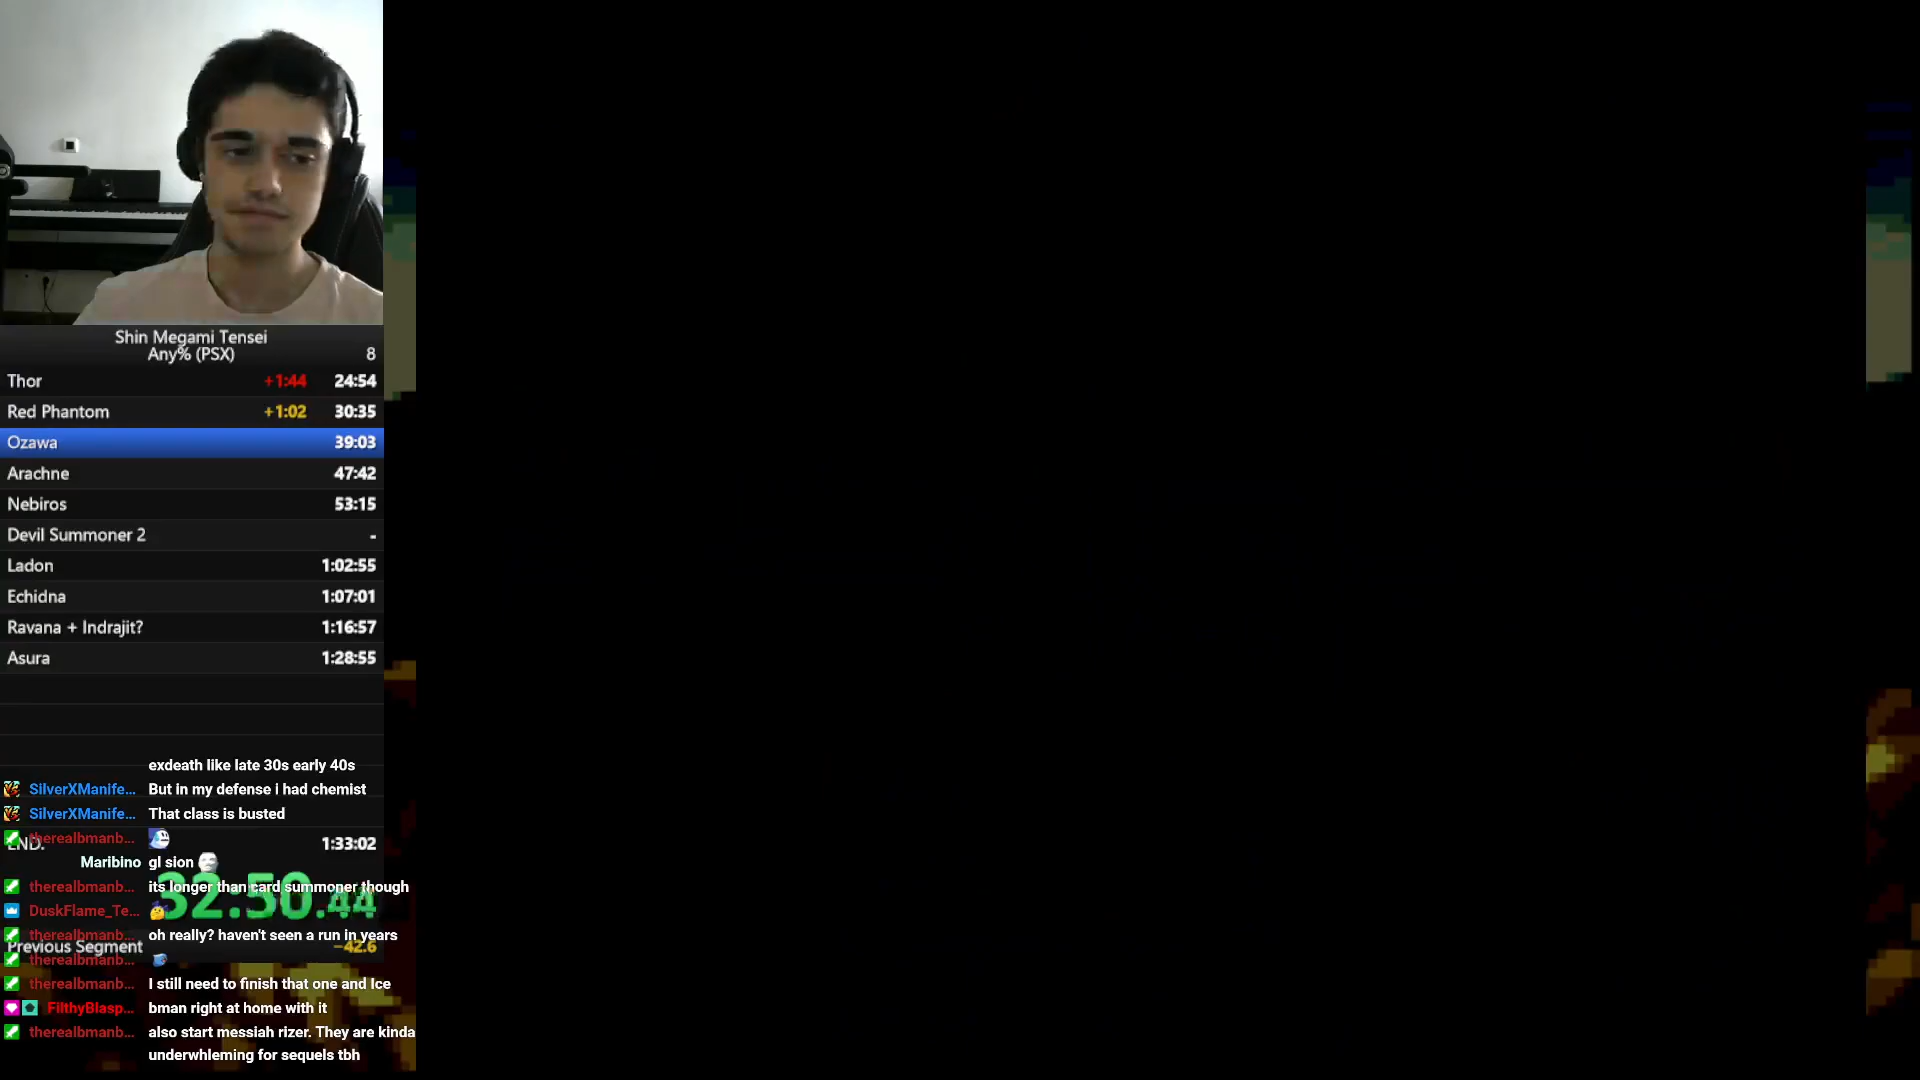 Shin Megami Tensei
Any% (PSX) 8
Thor +1:44 24:54
Red Phantom +1:02 30:35
Ozawa 39:03
Arachne 47:42
Nebiros 53:15
Devil Summoner 2 -
Ladon 1:02:55
Echidna 1:07:01
Ravana + Indrajit? 1:16:57
Asura 1:28:55
exdeath like late 30s early 40s
SilverXManife... But in my defense i had chemist
SilverXManife... That class is busted
therealbmanb...
END. 1:33:02
Maribino gl sion
therealbmanb... its longer than card summoner though
32:50.44
DuskFlame_Te...
therealbmanb... oh really? haven't seen a run in years
Previous Segment -42.6
therealbmanb...
therealbmanb... I still need to finish that one and Ice
FilthyBlasp... bman right at home with it
therealbmanb... also start messiah rizer. They are kinda
underwhleming for sequels tbh